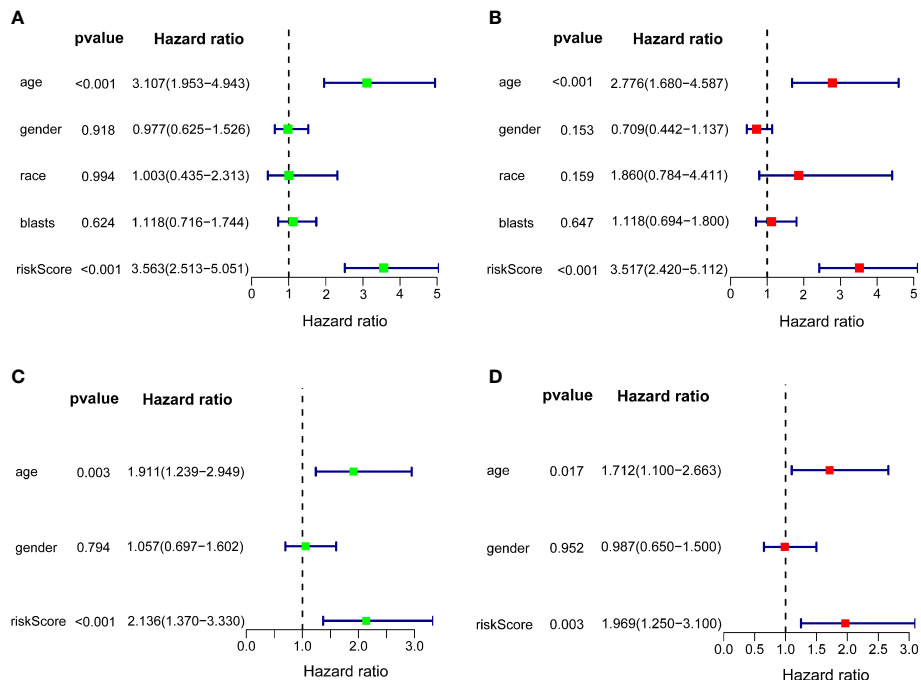 A
pvalue Hazard ratio
age <0.001 3.107(1.953−4.943)
gender 0.918 0.977(0.625−1.526)
race 0.994 1.003(0.435−2.313)
blasts 0.624 1.118(0.716−1.744)
riskScore <0.001 3.563(2.513−5.051)
0 1 2 3 4 5
Hazard ratio
B
pvalue Hazard ratio
age <0.001 2.776(1.680−4.587)
gender 0.153 0.709(0.442−1.137)
race 0.159 1.860(0.784−4.411)
blasts 0.647 1.118(0.694−1.800)
riskScore <0.001 3.517(2.420−5.112)
0 1 2 3 4 5
Hazard ratio
C
pvalue Hazard ratio
age 0.003 1.911(1.239−2.949)
gender 0.794 1.057(0.697−1.602)
riskScore <0.001 2.136(1.370−3.330)
0.0 1.0 2.0 3.0
Hazard ratio
D
pvalue Hazard ratio
age 0.017 1.712(1.100−2.663)
gender 0.952 0.987(0.650−1.500)
riskScore 0.003 1.969(1.250−3.100)
0.0 0.5 1.0 1.5 2.0 2.5 3.0
Hazard ratio